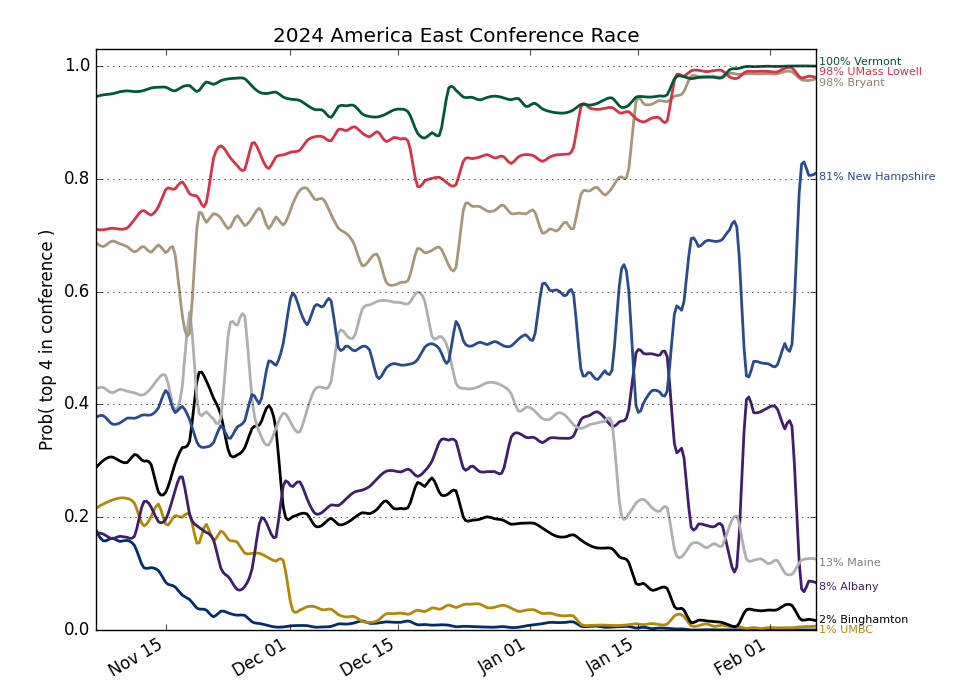 2024 America East Conference Race
Prob( top 4 in conference )
1.0
0.8
0.6
0.4
0.2
0.0
Nov 15
Dec 01
Dec 15
Jan 01
Jan 15
Feb 01
100% Vermont
98% UMass Lowell
98% Bryant
81% New Hampshire
13% Maine
8% Albany
2% Binghamton
1% UMBC